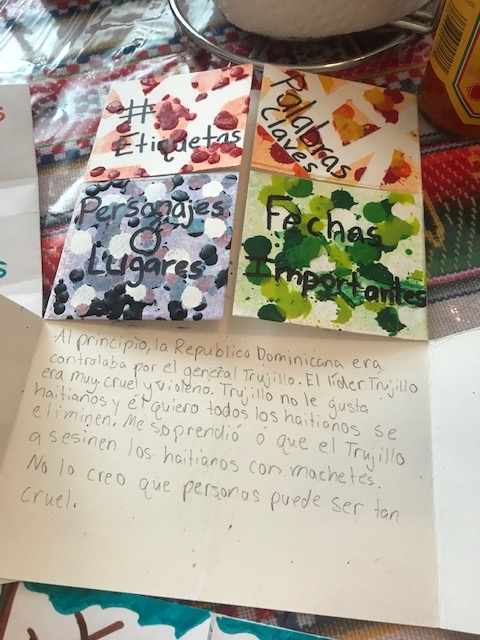 # Etiquetas
Palabras
Claves
Personajes
O
Lugares
Fechas
Importantes
Al principio, la Republica Dominicana era
controlaba por el general Trujillo. El líder Trujillo
era muy cruel y violeno. Trujillo no le gusta
haitianos y él quiero todos los haitianos se
eliminen. Me soprendió ó que el Trujillo
asesinen los haitianos con machetes.
No lo creo que personas puede ser tan
cruel.